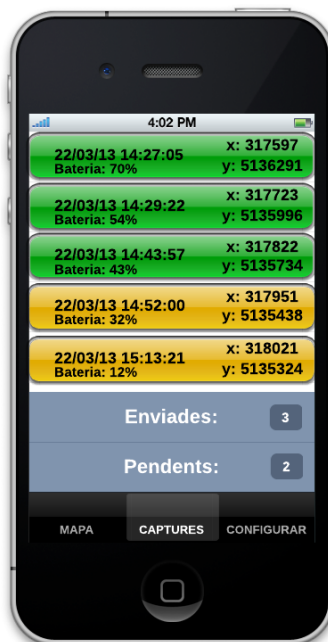 4:02 PM
22/03/13 14:27:05 x: 317597
Bateria: 70% y: 5136291
22/03/13 14:29:22 x: 317723
Bateria: 54% y: 5135996
22/03/13 14:43:57 x: 317822
Bateria: 43% y: 5135734
22/03/13 14:52:00 x: 317951
Bateria: 32% y: 5135438
22/03/13 15:13:21 x: 318021
Bateria: 12% y: 5135324
Enviades: 3
Pendents: 2
MAPA CAPTURES CONFIGURAR